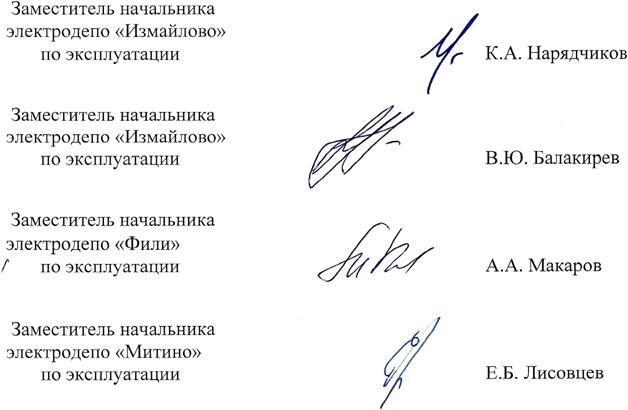 Заместитель начальника
электродепо «Измайлово»
по эксплуатации К.А. Нарядчиков
Заместитель начальника
электродепо «Измайлово»
по эксплуатации В.Ю. Балакирев
Заместитель начальника
электродепо «Фили»
по эксплуатации А.А. Макаров
Заместитель начальника
электродепо «Митино»
по эксплуатации Е.Б. Лисовцев